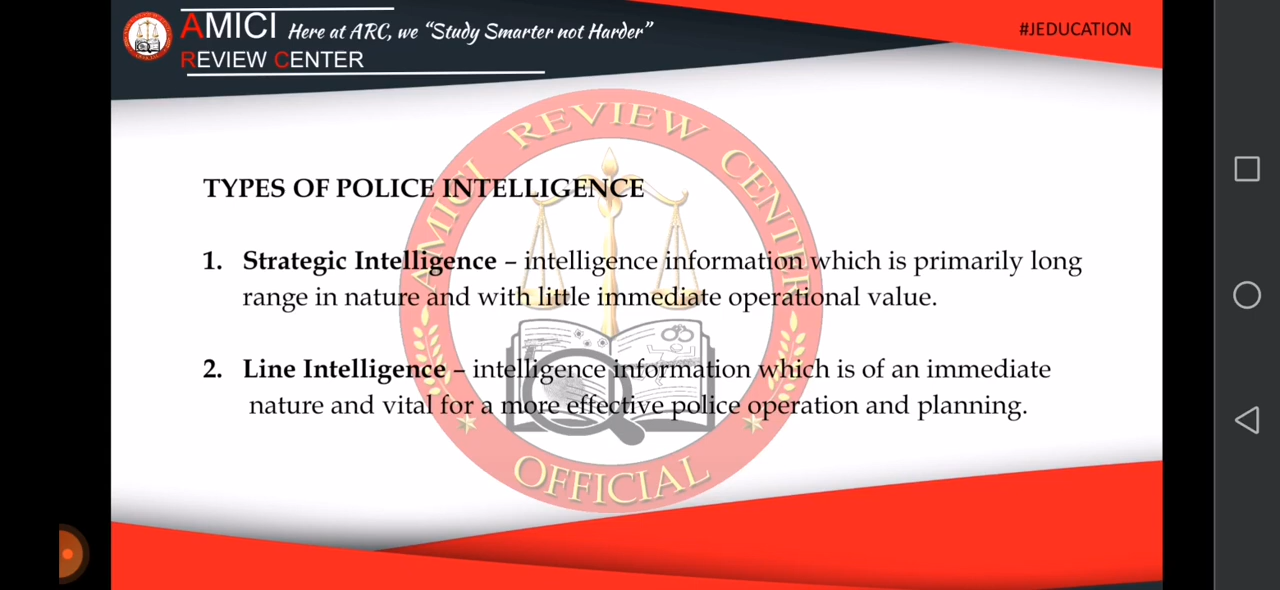 AMICI Here at ARC, we "Study Smarter not Harder"
REVIEW CENTER
#JEDUCATION
AMICI REVIEW CENTER
TYPES OF POLICE INTELLIGENCE
1. Strategic Intelligence – intelligence information which is primarily long
range in nature and with little immediate operational value.
2. Line Intelligence – intelligence information which is of an immediate
nature and vital for a more effective police operation and planning.
OFFICIAL